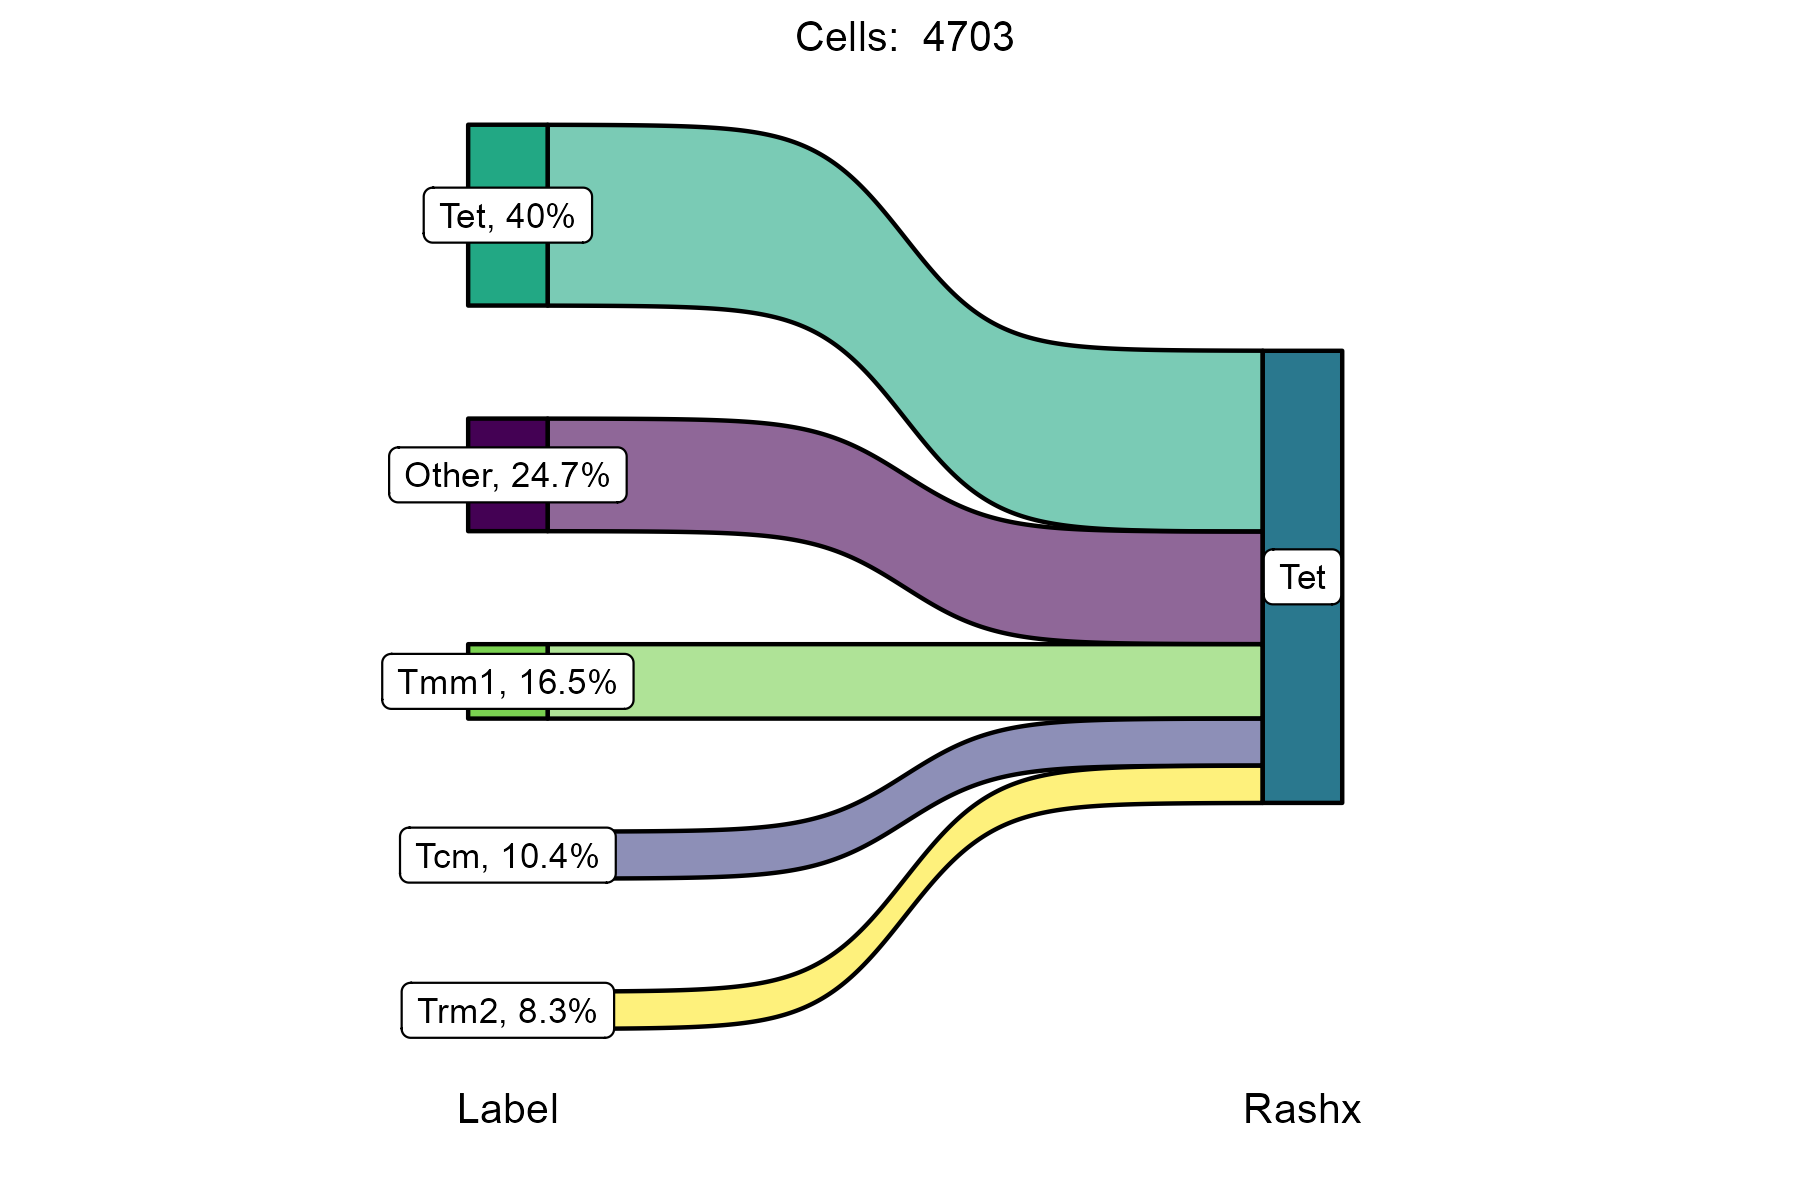 Cells:  4703
Tet, 40%
Other, 24.7%
Tet
Tmm1, 16.5%
Tcm, 10.4%
Trm2, 8.3%
Label
Rashx